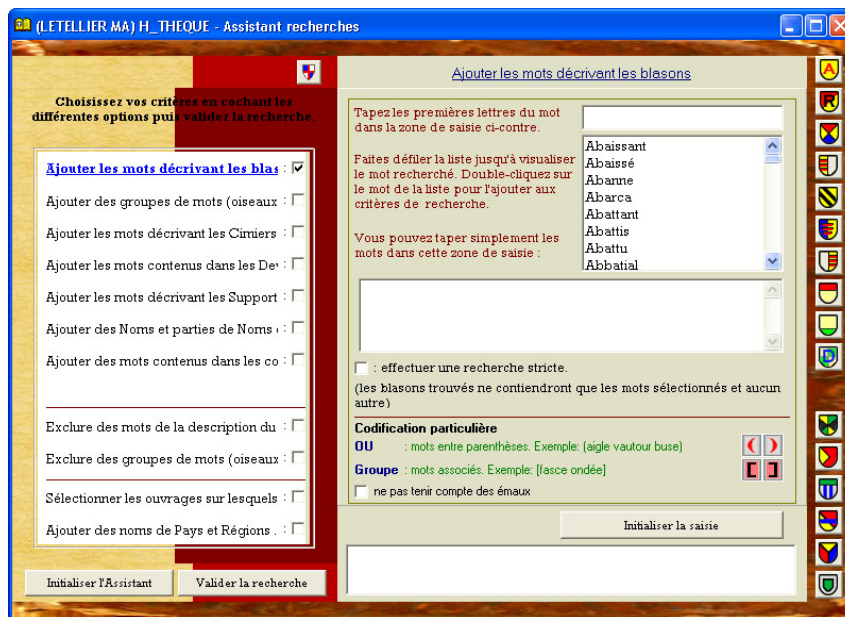 (LETELLIER MA) H_THEQUE - Assistant recherches
Choisissez vos critères en cochant les
différentes options puis validez la recherche.
Ajouter les mots décrivant les blas :
Ajouter des groupes de mots (oiseaux :
Ajouter les mots décrivant les Cimiers :
Ajouter les mots contenus dans les De :
Ajouter les mots décrivant les Support :
Ajouter des Noms et parties de Noms :
Ajouter des mots contenus dans les co :
Exclure des mots de la description du :
Exclure des groupes de mots (oiseaux :
Sélectionner les ouvrages sur lesquels :
Ajouter des noms de Pays et Régions . :
Initialiser l'Assistant
Valider la recherche
Ajouter les mots décrivant les blasons
Tapez les premières lettres du mot
dans la zone de saisie ci-contre.
Faites défiler la liste jusqu'à visualiser
le mot recherché. Double-cliquez sur
le mot de la liste pour l'ajouter aux
critères de recherche.
Vous pouvez taper simplement les
mots dans cette zone de saisie :
Abaissant
Abaissé
Abanne
Abarca
Abattant
Abattis
Abattu
Abbatial
: effectuer une recherche stricte.
(les blasons trouvés ne contiendront que les mots sélectionnés et aucun
autre)
Codification particulière
OU : mots entre parenthèses. Exemple: (aigle vautour buse)
( )
Groupe : mots associés. Exemple: [fasce ondée]
[ ]
ne pas tenir compte des émaux
Initialiser la saisie
A
R
D